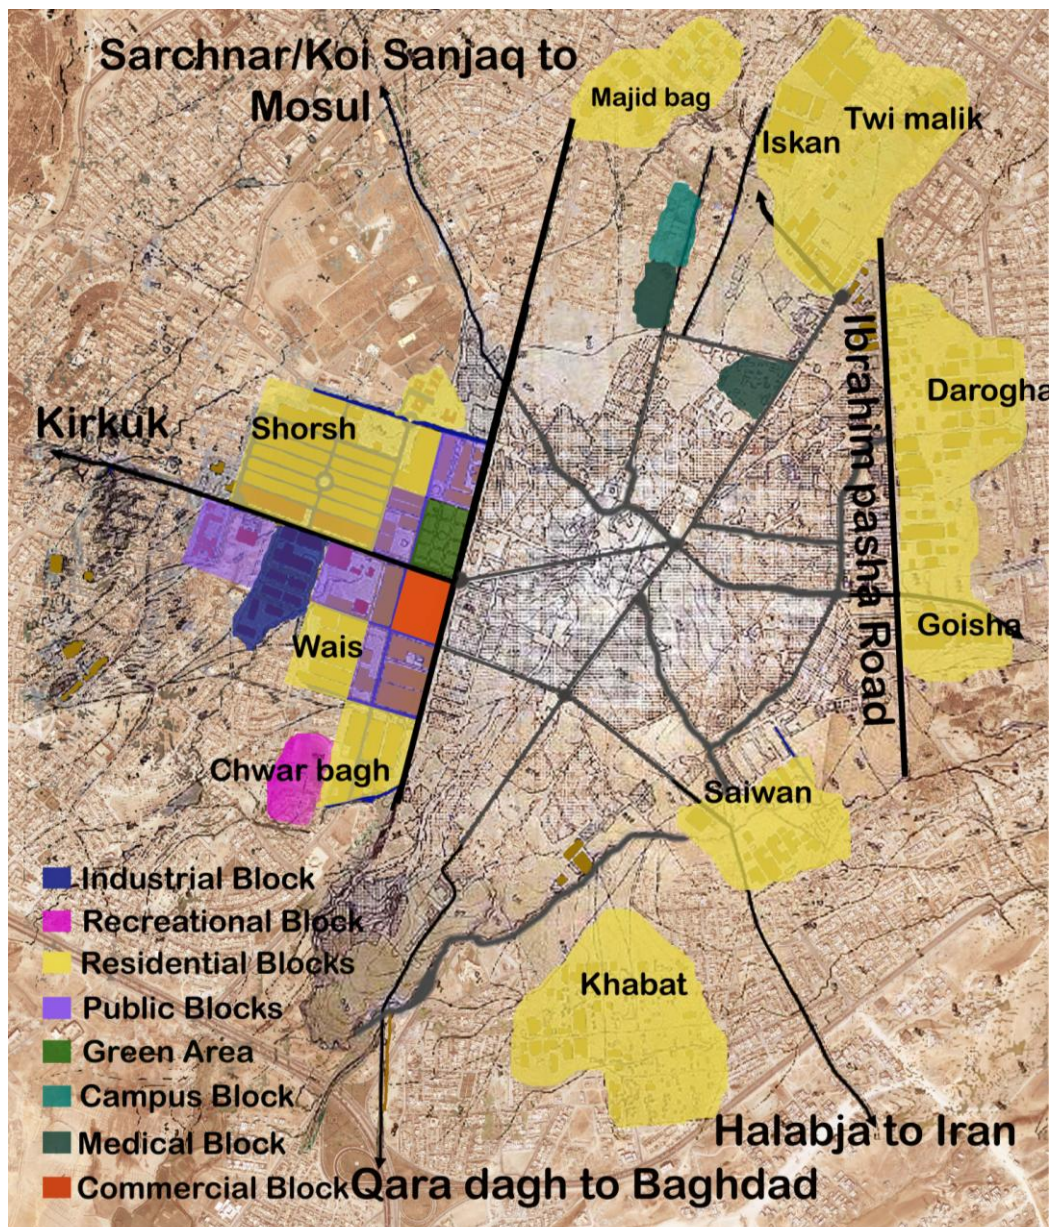 Sarchnar/Koi Sanjaq to
Mosul
Majid bag
Twi malik
Iskan
Ibrahim pasha Road
Darogha
Kirkuk
Shorsh
Goisha
Wais
Chwar bagh
Saiwan
Khabat
Industrial Block
Recreational Block
Residential Blocks
Public Blocks
Green Area
Campus Block
Medical Block
Commercial Block
Halabja to Iran
Qara dagh to Baghdad